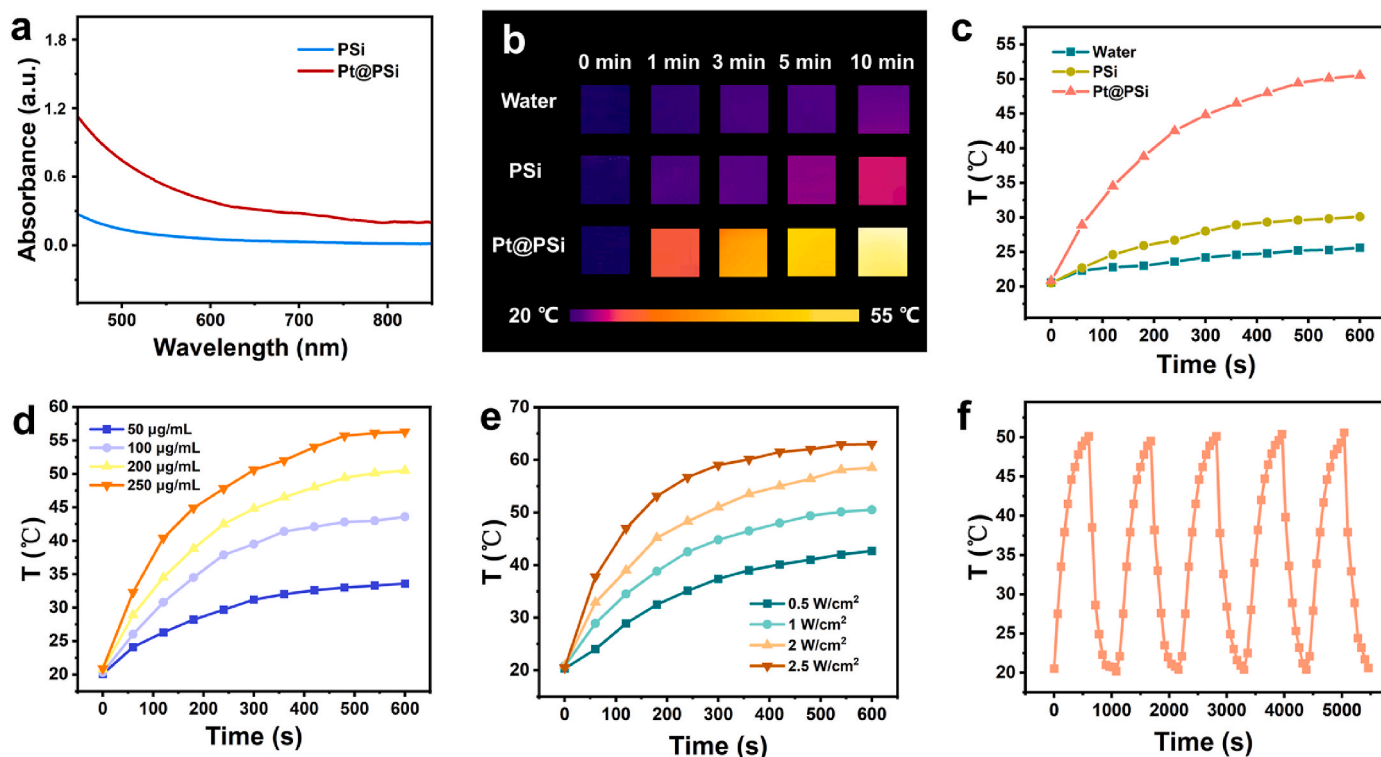 a
1.8
1.2
0.6
0.0
Absorbance (a.u.)
PSi
Pt@PSi
500 600 700 800
Wavelength (nm)
b
0 min 1 min 3 min 5 min 10 min
Water
PSi
Pt@PSi
20 ℃ 55 ℃
c
55
50
45
40
35
30
25
20
T (℃)
Water
PSi
Pt@PSi
0 100 200 300 400 500 600
Time (s)
d
60
55
50
45
40
35
30
25
20
T (℃)
50 μg/mL
100 μg/mL
200 μg/mL
250 μg/mL
0 100 200 300 400 500 600
Time (s)
e
70
60
50
40
30
20
T (℃)
0.5 W/cm²
1 W/cm²
2 W/cm²
2.5 W/cm²
0 100 200 300 400 500 600
Time (s)
f
50
45
40
35
30
25
20
T (℃)
0 1000 2000 3000 4000 5000
Time (s)